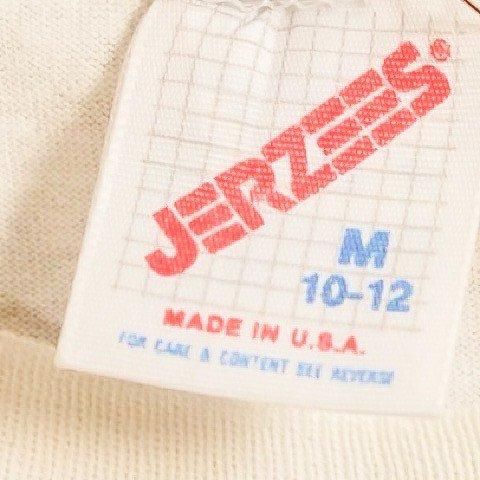 JERZEES®
M
10-12
MADE IN U.S.A.
FOR CARE & CONTENT SEE REVERSE